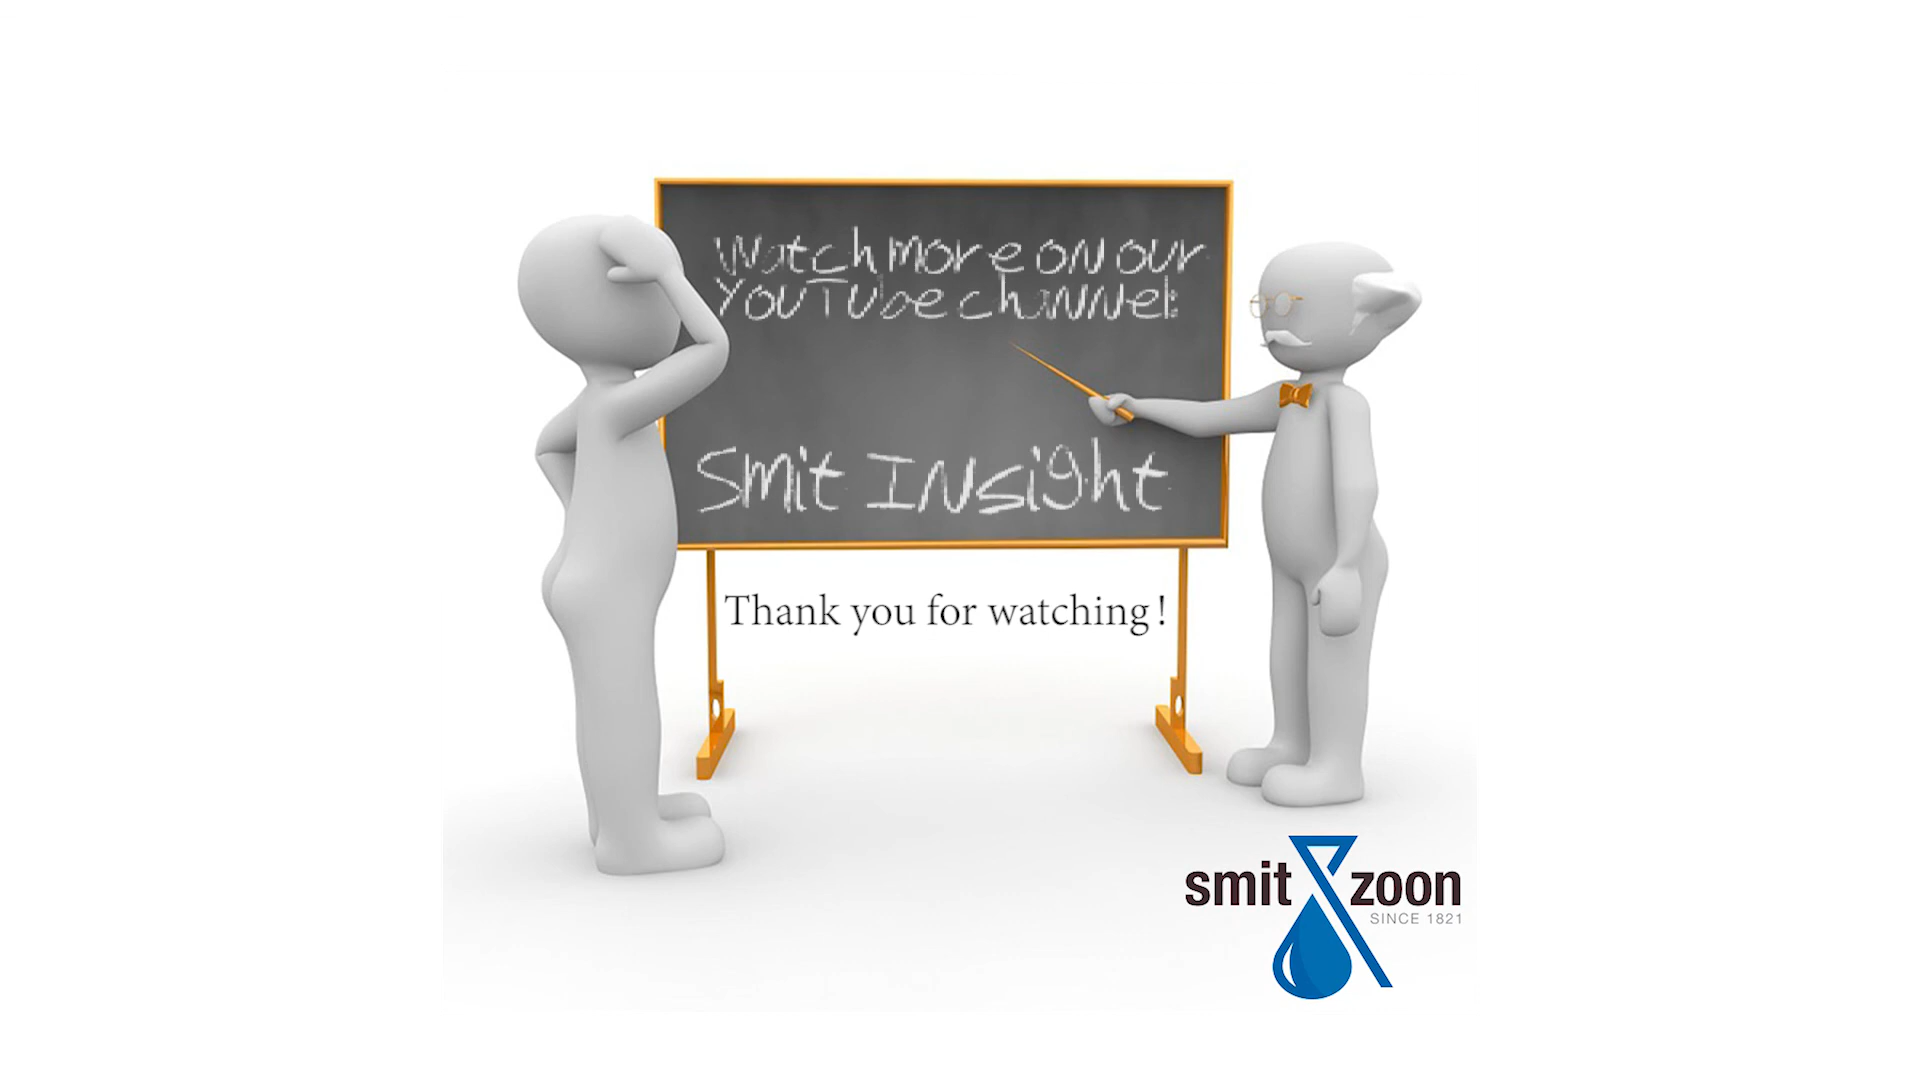 Watch more on our
YouTube channel:
Smit Insight
Thank you for watching!
smit zoon
SINCE 1821